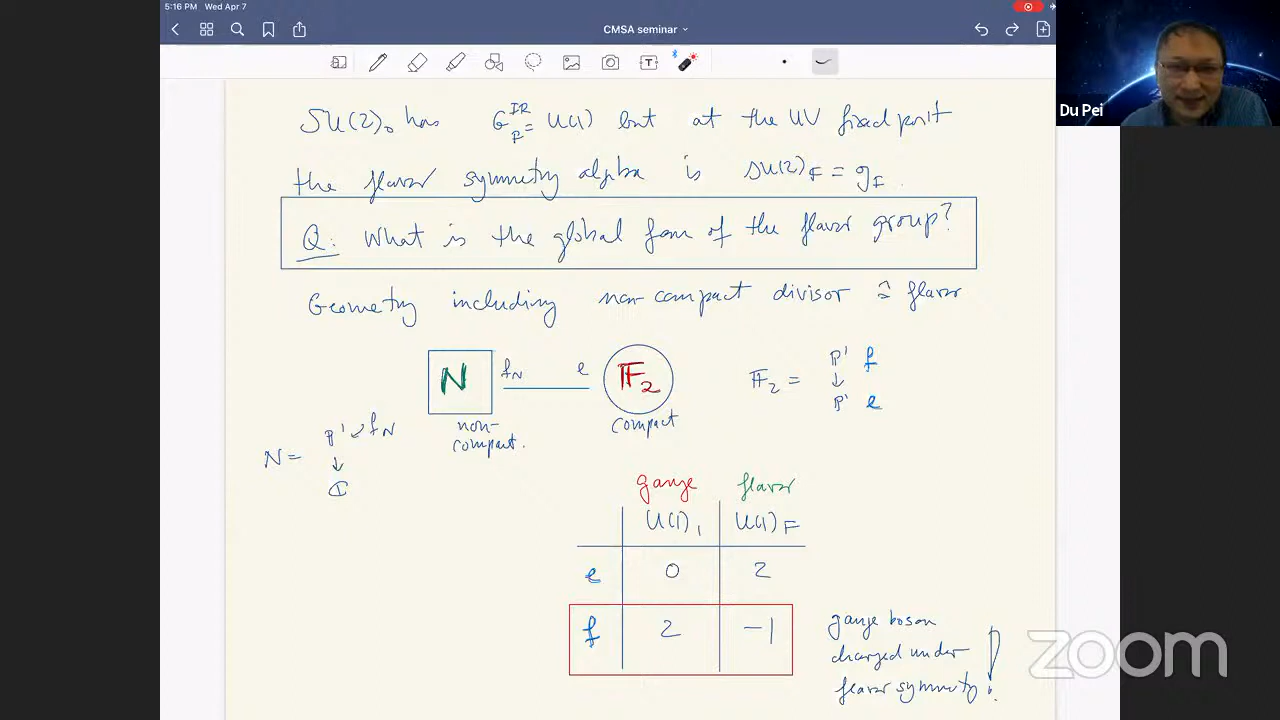 5:16 PM Wed Apr 7
CMSA seminar
Du Pei
SU(2)₀ has G_F^IR = U(1) but at the UV fixed point
the flavor symmetry algbra is su(2)_F = g_F
Q: What is the global form of the flavor group?
Geometry including non-compact divisor ≙ flavor
N f_N e F₂
non-compact.
compact
F₂ = P¹ f
↓
P¹ e
N = P¹ ↙ f_N
↓
ℂ
gauge flavor
U(1)₁ U(1)_F
e 0 2
f 2 -1
gauge boson
charged under
flavor symmetry!
zoom